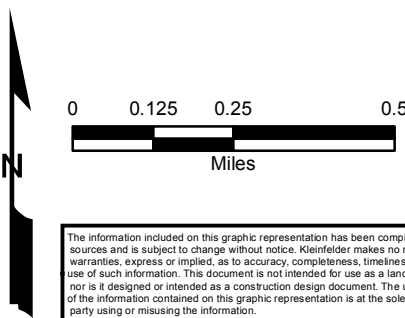 0 0.125 0.25 0.5
Miles
N
The information included on this graphic representation has been
sources and is subject to change without notice. Kleinfelder makes no
warranties, express or implied, as to accuracy, completeness, timelines
use of such information. This document is not intended for use as a
nor is it designed or intended as a construction design document. The
of the information contained on this graphic representation is at the sole
party using or misusing the information.